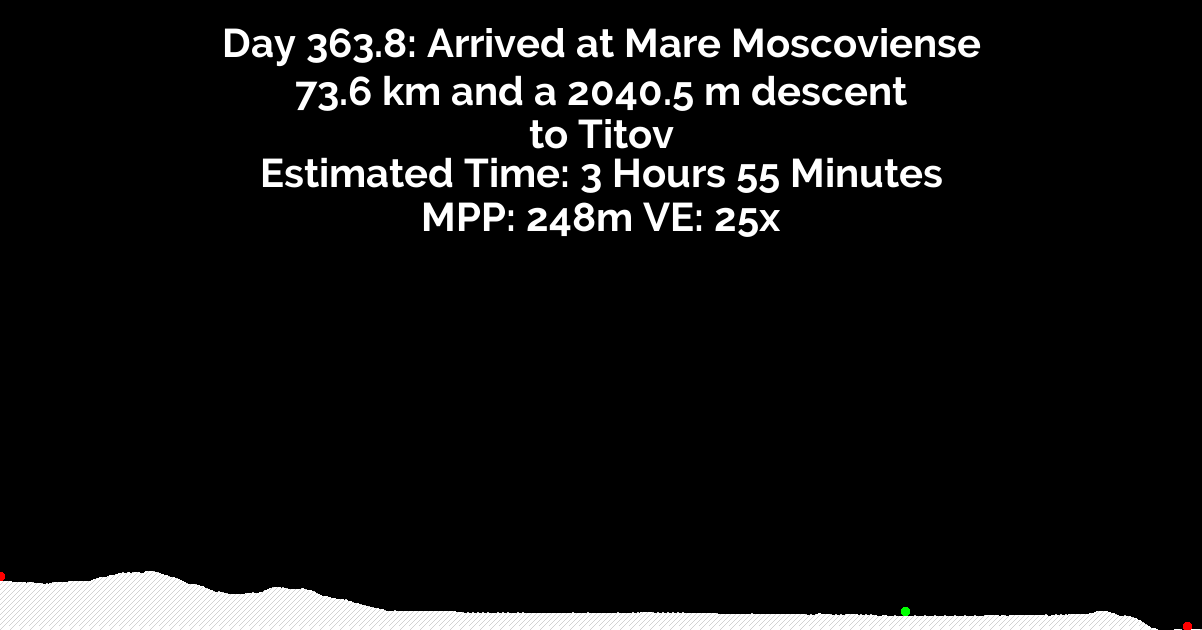 Day 363.8: Arrived at Mare Moscoviense
73.6 km and a 2040.5 m descent
to Titov
Estimated Time: 3 Hours 55 Minutes
MPP: 248m VE: 25x